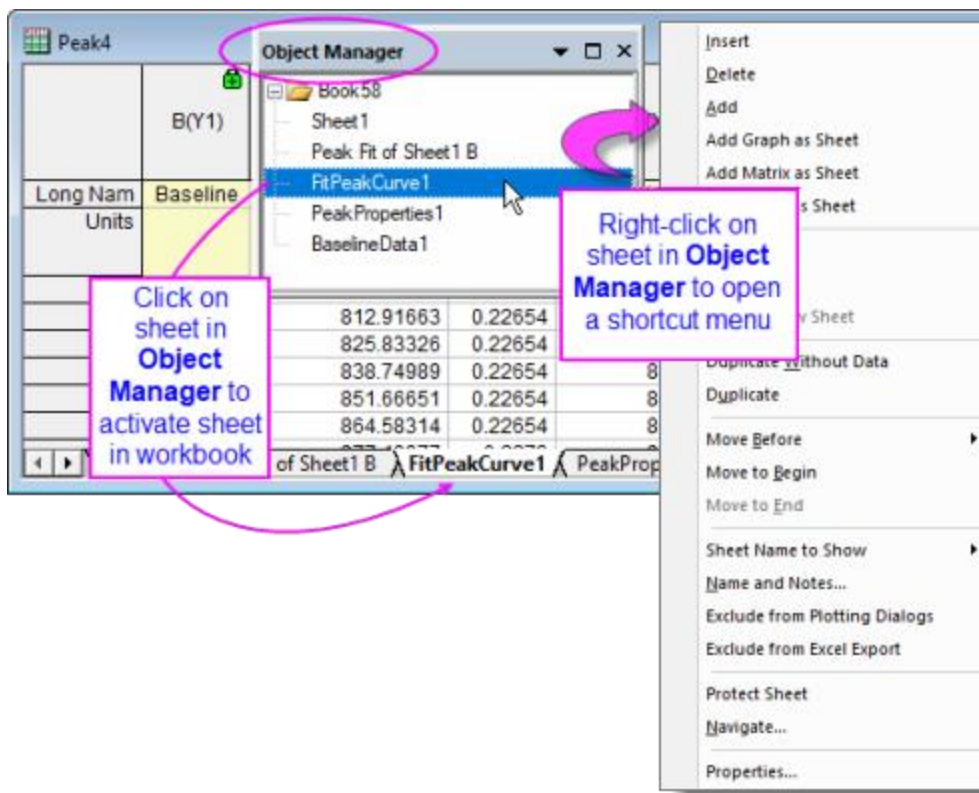 Peak4
B(Y1)
Long Nam Baseline
Units
Object Manager
Book58
Sheet1
Peak Fit of Sheet1 B
FitPeakCurve1
PeakProperties1
BaselineData1
Click on
sheet in
Object
Manager to
activate sheet
in workbook
812.91663 0.22654
825.83326 0.22654
838.74989 0.22654 8
851.66651 0.22654 8
864.58314 0.22654 8
of Sheet1 B FitPeakCurve1 PeakProp
Right-click on
sheet in Object
Manager to open
a shortcut menu
Insert
Delete
Add
Add Graph as Sheet
Add Matrix as Sheet
s Sheet
Sheet
Duplicate Without Data
Duplicate
Move Before
Move to Begin
Move to End
Sheet Name to Show
Name and Notes...
Exclude from Plotting Dialogs
Exclude from Excel Export
Protect Sheet
Navigate...
Properties...